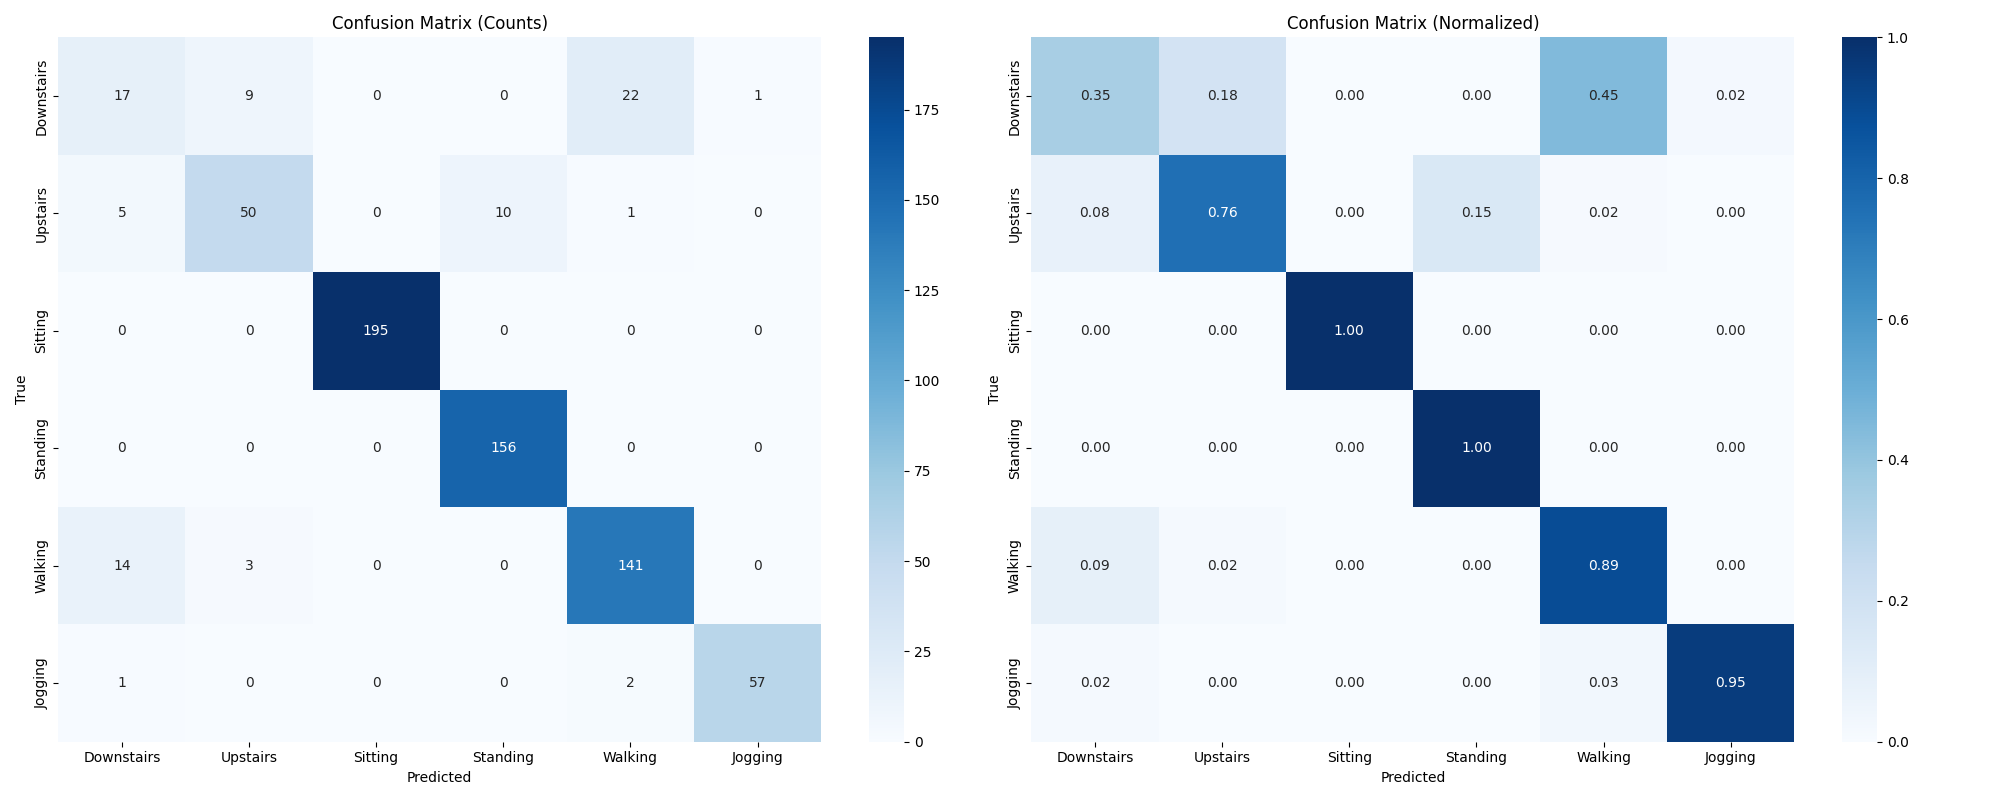 Confusion Matrix (Counts)
Downstairs 17 9 0 0 22 1
Upstairs 5 50 0 10 1 0
Sitting 0 0 195 0 0 0
Standing 0 0 0 156 0 0
Walking 14 3 0 0 141 0
Jogging 1 0 0 0 2 57
True
Downstairs Upstairs Sitting Standing Walking Jogging
Predicted
175
150
125
100
75
50
25
0
Confusion Matrix (Normalized)
Downstairs 0.35 0.18 0.00 0.00 0.45 0.02
Upstairs 0.08 0.76 0.00 0.15 0.02 0.00
Sitting 0.00 0.00 1.00 0.00 0.00 0.00
Standing 0.00 0.00 0.00 1.00 0.00 0.00
Walking 0.09 0.02 0.00 0.00 0.89 0.00
Jogging 0.02 0.00 0.00 0.00 0.03 0.95
True
Downstairs Upstairs Sitting Standing Walking Jogging
Predicted
1.0
0.8
0.6
0.4
0.2
0.0